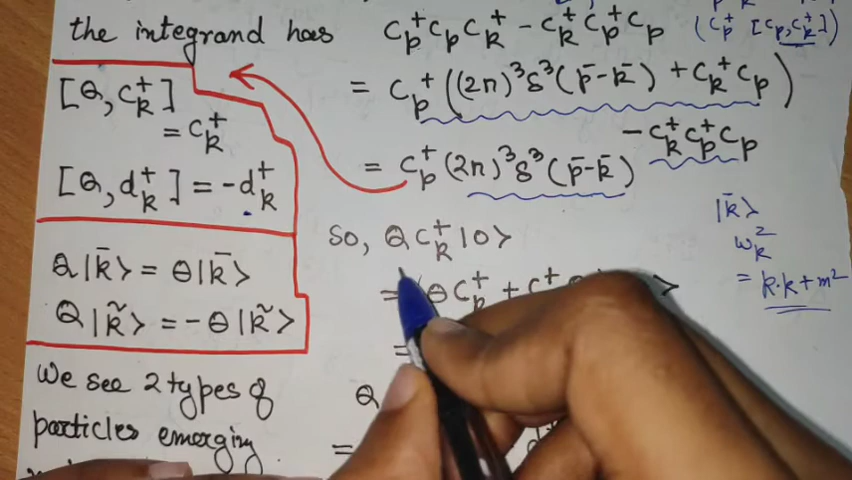 the integrand has
[Q, c_k^+]
= c_k^+
[Q, d_k^+] = -d_k^+
Q|k̄⟩ = θ|k̄⟩
Q|k̃⟩ = -θ|k̃⟩
We see 2 types of
particles emerging
c_p^+ c_p c_k^+ - c_k^+ c_p^+ c_p
(c_p^+ [c_p, c_k^+])
= c_p^+ ((2π)^3 δ^3(p̄-k̄) + c_k^+ c_p)
- c_k^+ c_p^+ c_p
= c_p^+ (2π)^3 δ^3(p̄-k̄)
So, Q c_k^+ |0⟩
= (θ c_k^+ + c^+
=
Q
=
|k̄⟩
ω_k^2
= k·k + m^2